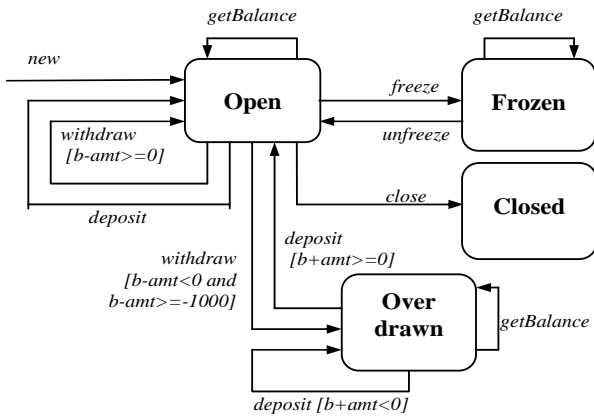 getBalance
getBalance
new
Open
freeze
Frozen
withdraw
[b-amt>=0]
unfreeze
deposit
close
Closed
withdraw
[b-amt<0 and
b-amt>=-1000]
deposit
[b+amt>=0]
Over
drawn
getBalance
deposit [b+amt<0]